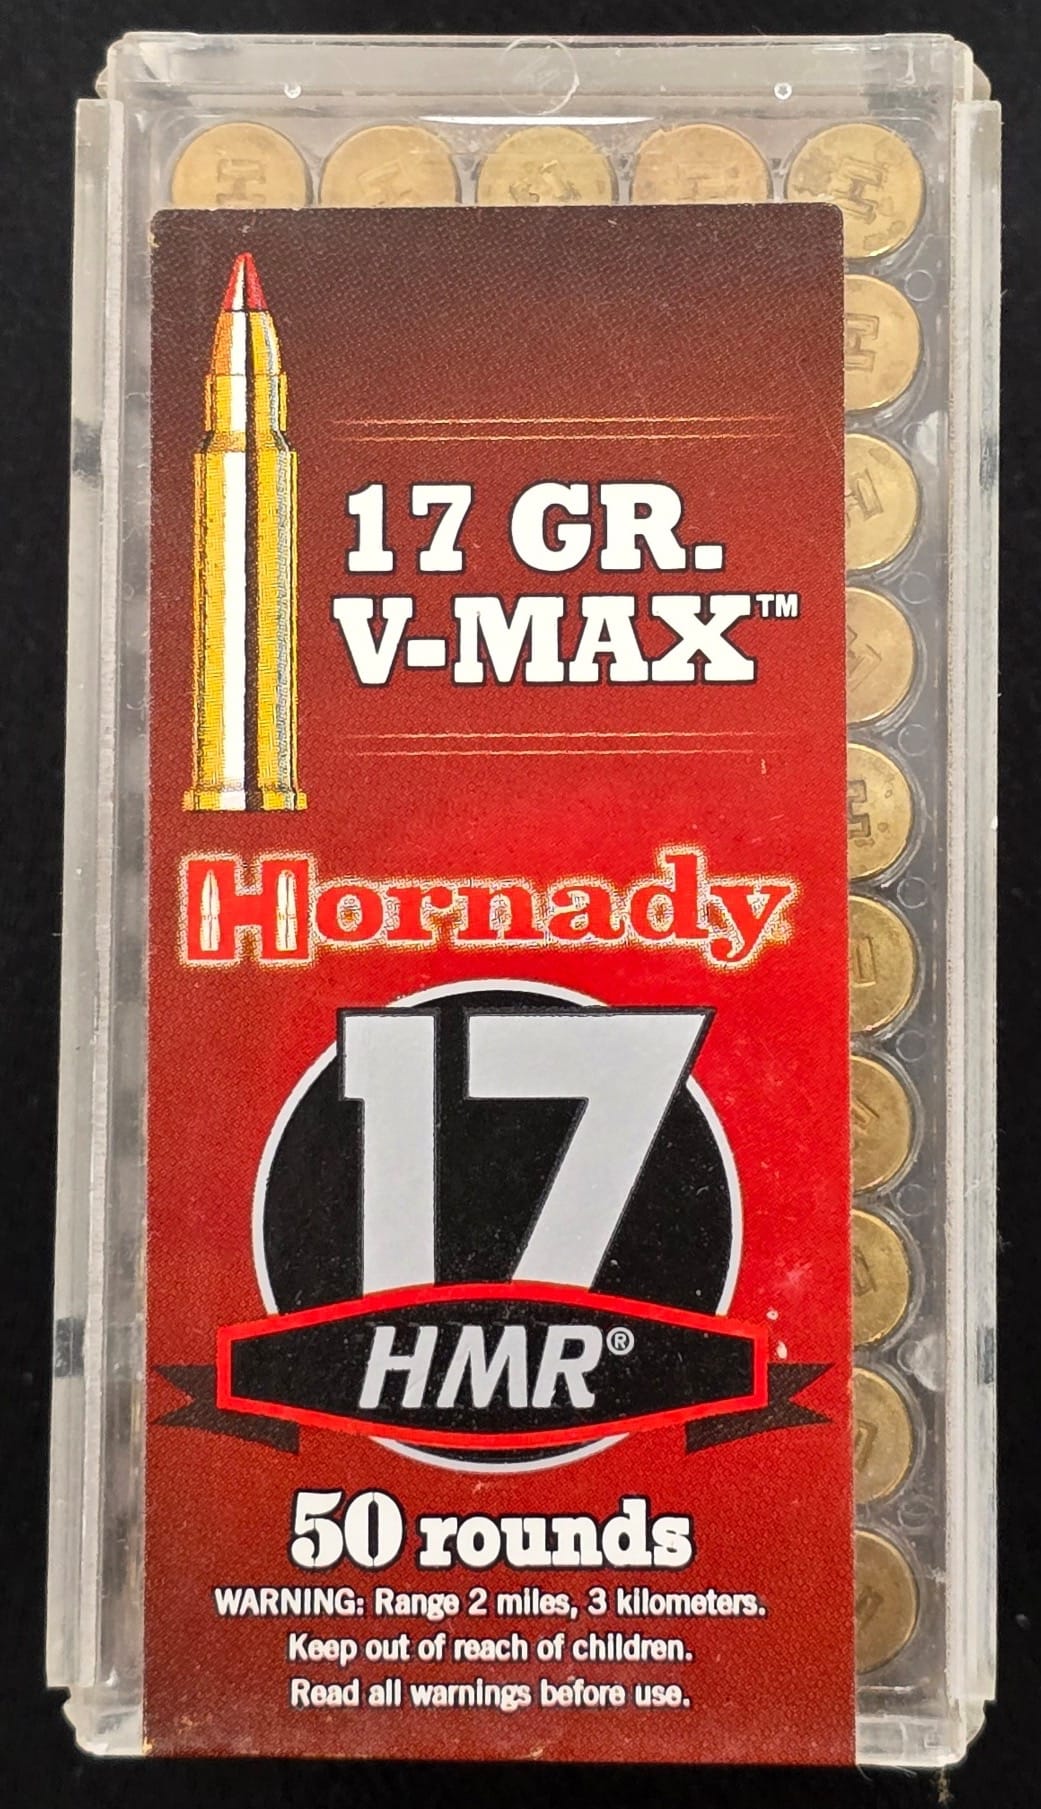 17 GR.
V-MAX™
Hornady
17
HMR®
50 rounds
WARNING: Range 2 miles, 3 kilometers.
Keep out of reach of children.
Read all warnings before use.